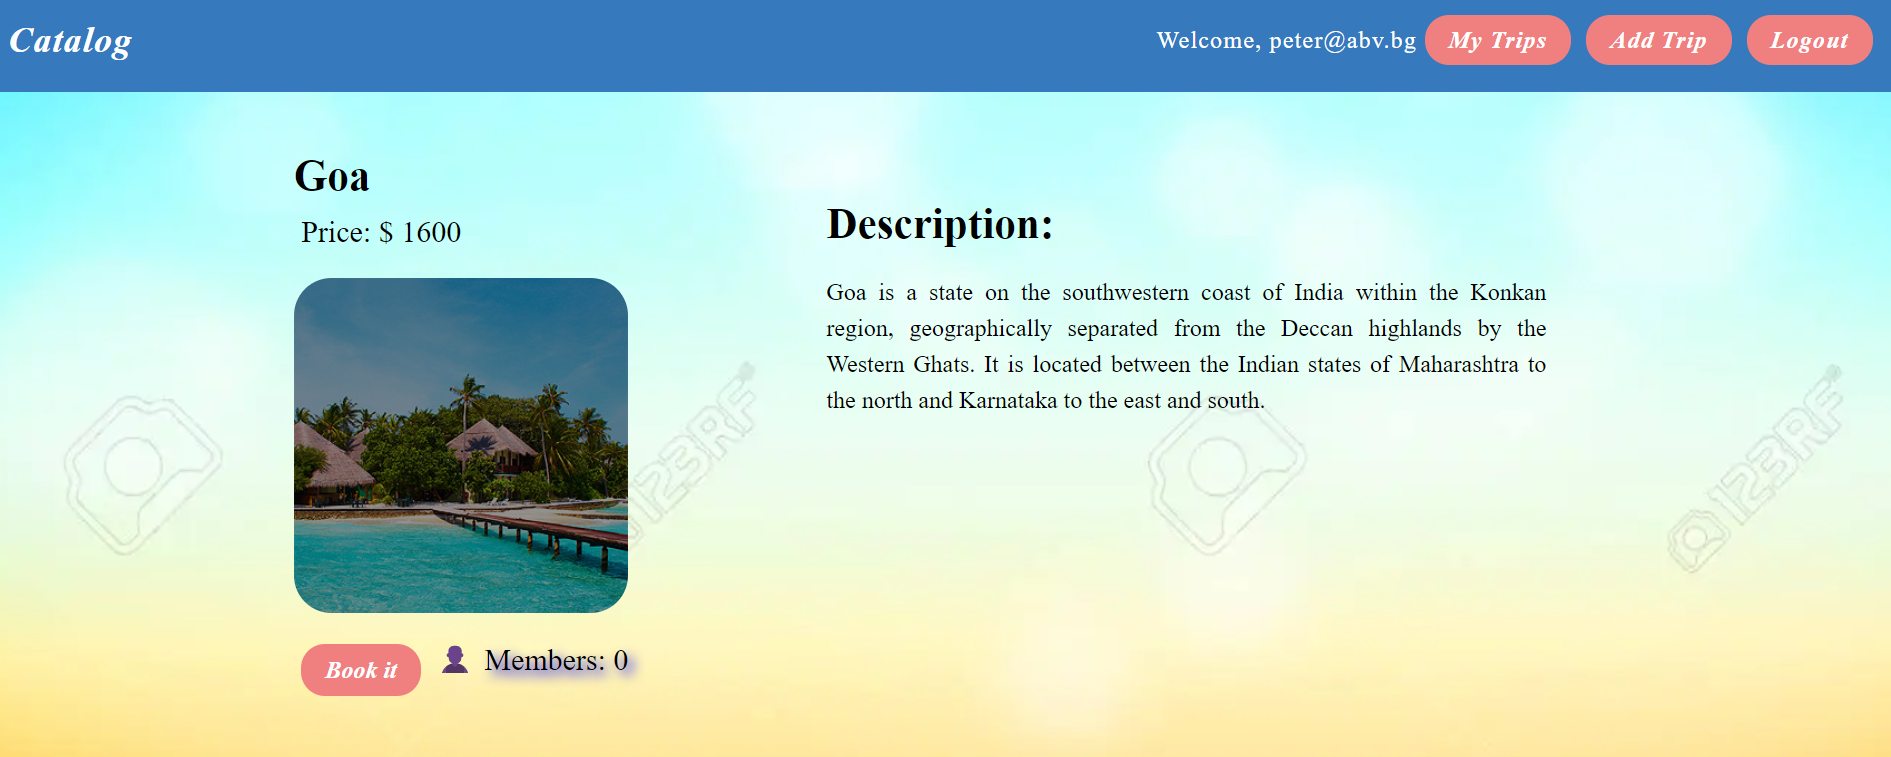 Catalog
Welcome, peter@abv.bg My Trips Add Trip Logout
Goa
Price: $ 1600
Book it
Members: 0
Description:
Goa is a state on the southwestern coast of India within the Konkan
region, geographically separated from the Deccan highlands by the
Western Ghats. It is located between the Indian states of Maharashtra to
the north and Karnataka to the east and south.
123RF
123RF